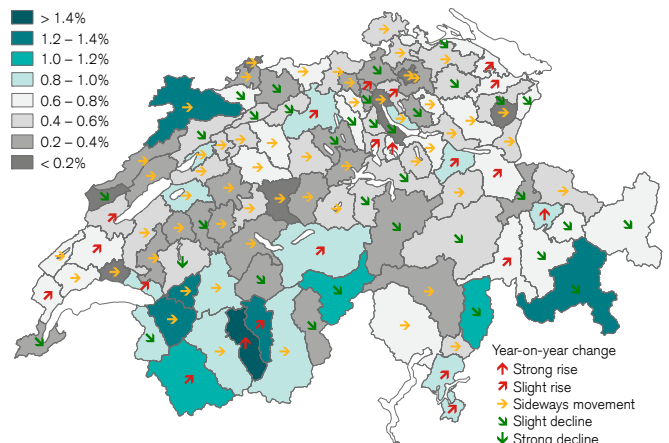 > 1.4%
1.2 – 1.4%
1.0 – 1.2%
0.8 – 1.0%
0.6 – 0.8%
0.4 – 0.6%
0.2 – 0.4%
< 0.2%
Year-on-year change
Strong rise
Slight rise
Sideways movement
Slight decline
Strong decline